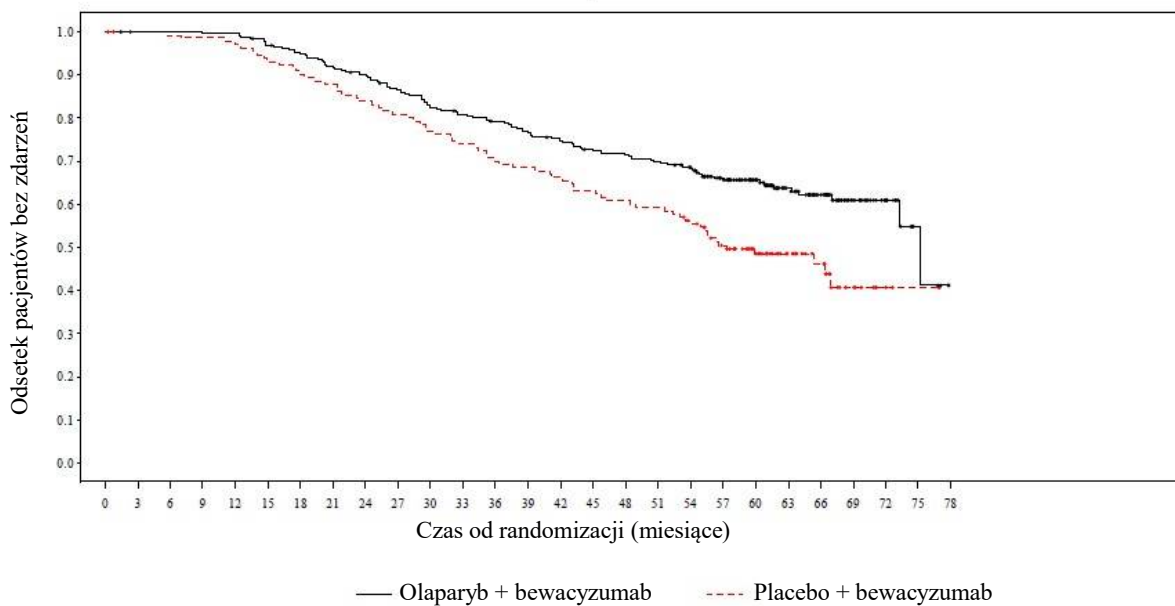 Odsetek pacjentów bez zdarzeń
1.0
0.9
0.8
0.7
0.6
0.5
0.4
0.3
0.2
0.1
0.0
0 3 6 9 12 15 18 21 24 27 30 33 36 39 42 45 48 51 54 57 60 63 66 69 72 75 78
Czas od randomizacji (miesiące)
Olaparyb + bewacyzumab Placebo + bewacyzumab